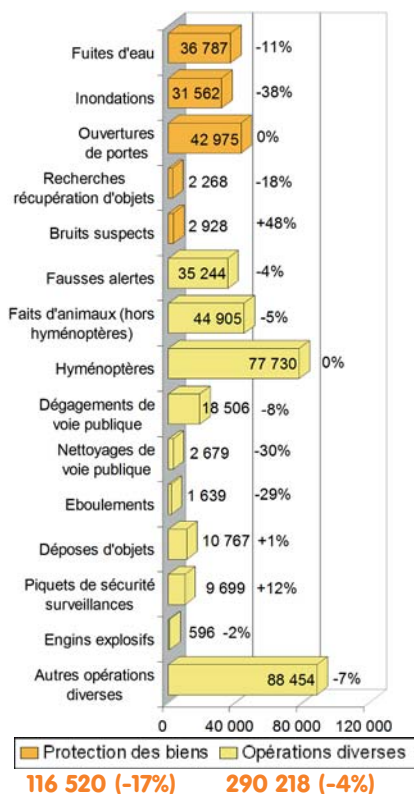 Fuites d'eau 36 787 -11%
Inondations 31 562 -38%
Ouvertures
de portes 42 975 0%
Recherches
récupération d'objets 2 268 -18%
Bruits suspects 2 928 +48%
Fausses alertes 35 244 -4%
Faits d'animaux (hors
hyménoptères) 44 905 -5%
Hyménoptères 77 730 0%
Dégagements de
voie publique 18 506 -8%
Nettoyages de
voie publique 2 679 -30%
Eboulements 1 639 -29%
Déposes d'objets 10 767 +1%
Piquets de sécurité
surveillances 9 699 +12%
Engins explosifs 596 -2%
Autres opérations
diverses 88 454 -7%
0 40 000 80 000 120 000
Protection des biens Opérations diverses
116 520 (-17%) 290 218 (-4%)